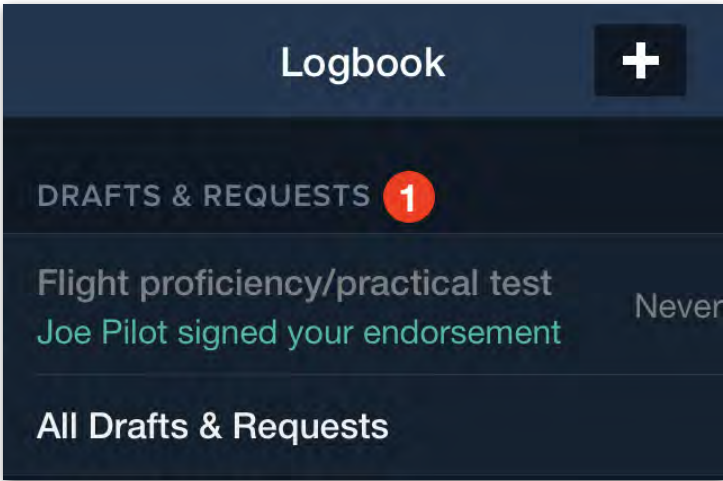 Logbook
DRAFTS & REQUESTS 1
Flight proficiency/practical test
Never
Joe Pilot signed your endorsement
All Drafts & Requests